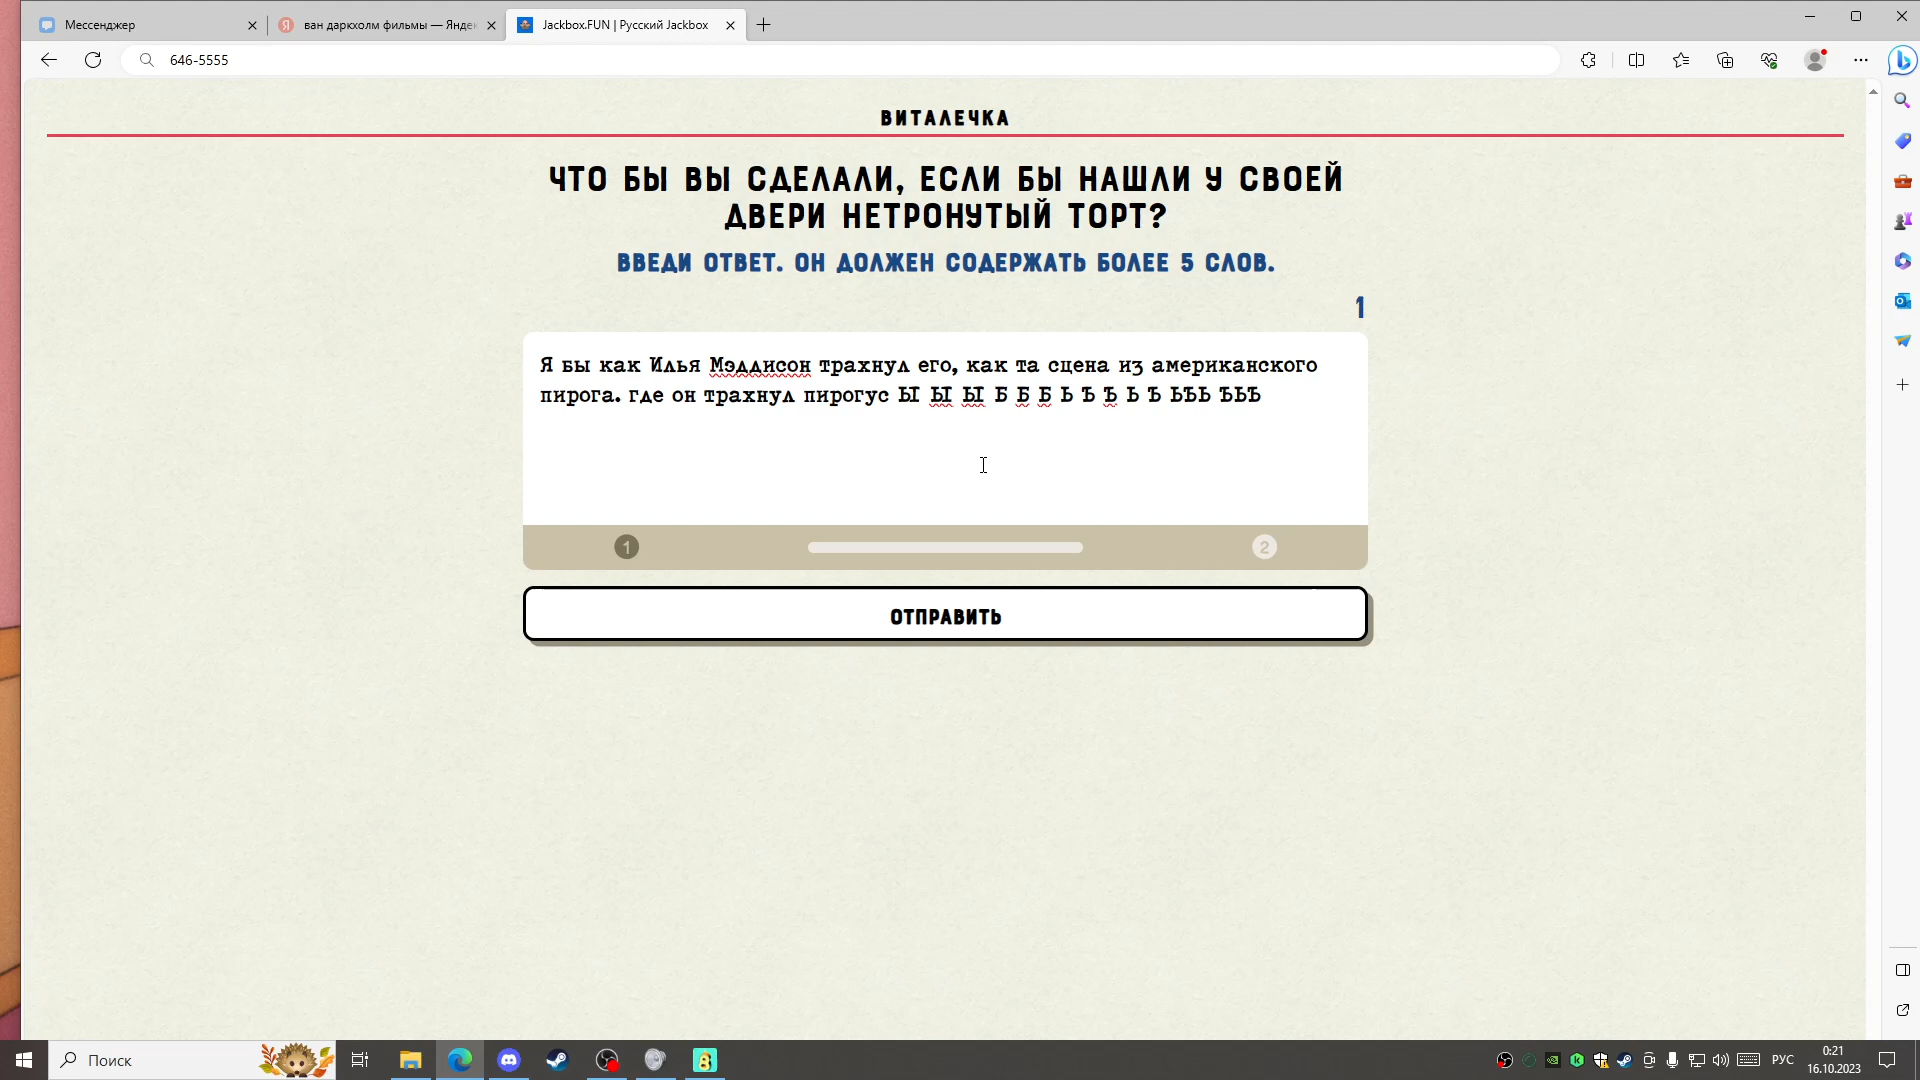 Мессенджер
ван даркхолм фильмы — Яндек
Jackbox.FUN | Русский Jackbox
646-5555
ВИТАЛЕЧКА
ЧТО БЫ ВЫ СДЕЛАЛИ, ЕСЛИ БЫ НАШЛИ У СВОЕЙ
ДВЕРИ НЕТРОНУТЫЙ ТОРТ?
ВВЕДИ ОТВЕТ. ОН ДОЛЖЕН СОДЕРЖАТЬ БОЛЕЕ 5 СЛОВ.
1
Я бы как Илья Мэддисон трахнул его, как та сцена из американского
пирога. где он трахнул пирогус Ы Ы Ы Б Б Б Ь Ъ Ъ Ь Ъ ЬЪЬ ЪЬЪ
1
2
ОТПРАВИТЬ
Поиск
РУС
0:21
16.10.2023